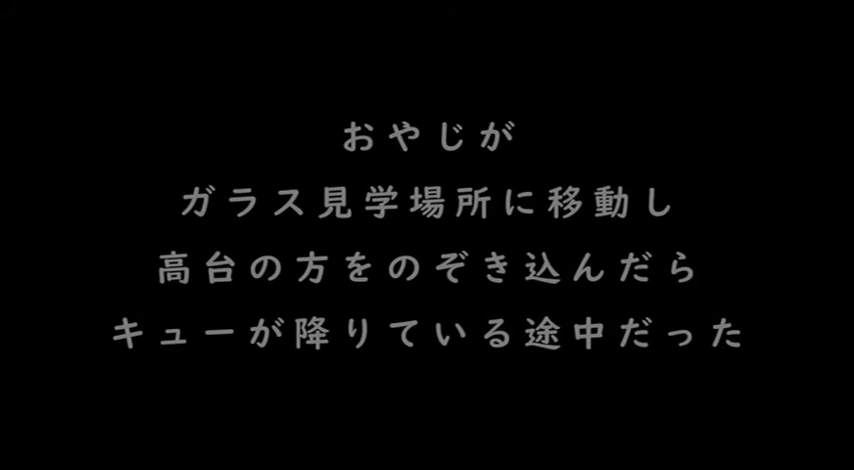 おやじが
ガラス見学場所に移動し
高台の方をのぞき込んだら
キューが降りている途中だった